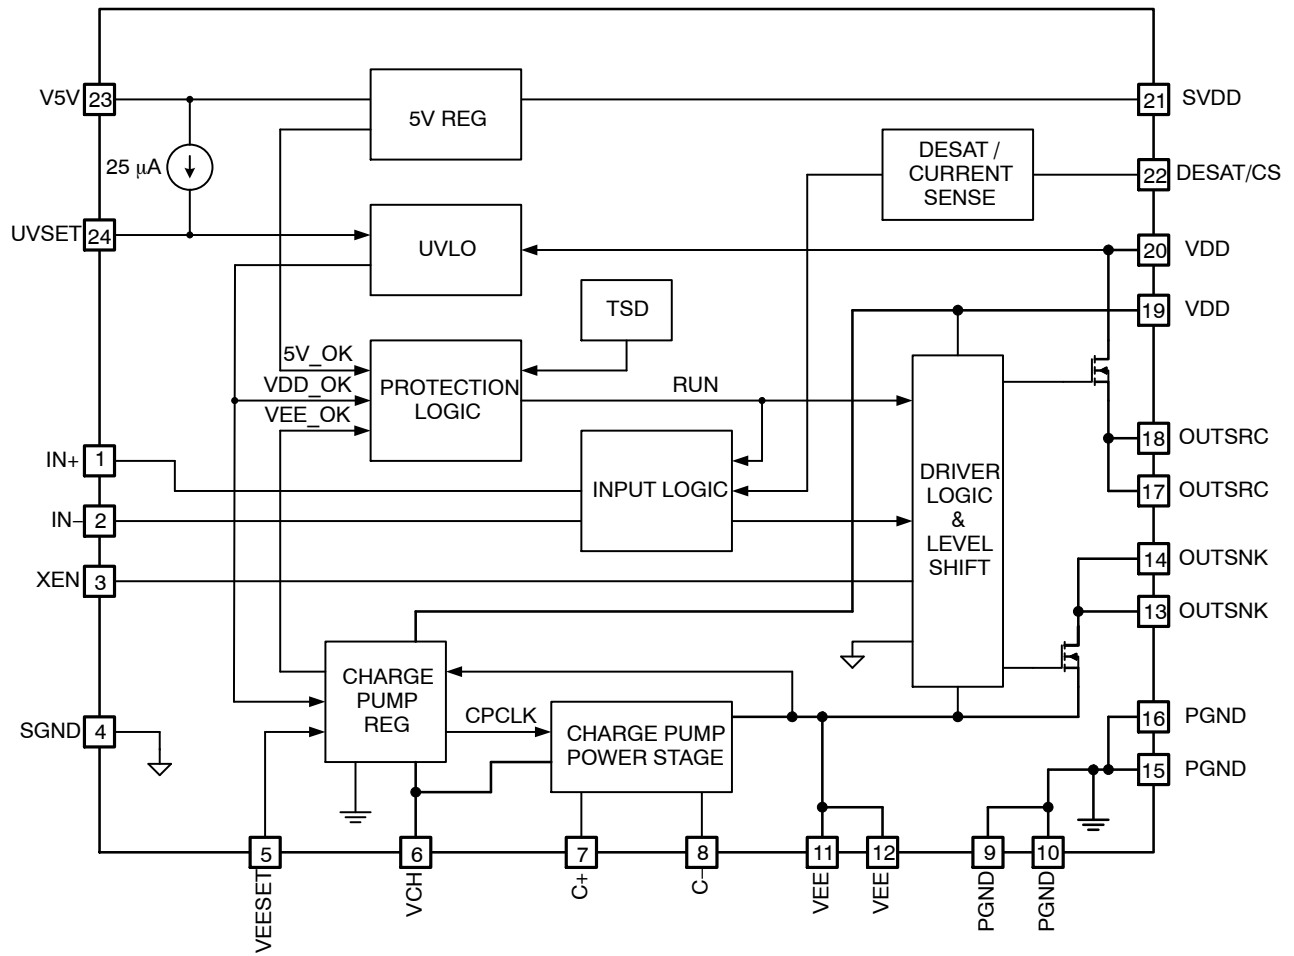 V5V 23
5V REG
21 SVDD
25 μA
DESAT /
CURRENT
SENSE
22 DESAT/CS
UVSET 24
UVLO
20 VDD
TSD
19 VDD
5V_OK
VDD_OK
VEE_OK
PROTECTION
LOGIC
RUN
IN+ 1
INPUT LOGIC
IN− 2
DRIVER
LOGIC
&
LEVEL
SHIFT
18 OUTSRC
17 OUTSRC
14 OUTSNK
XEN 3
13 OUTSNK
CHARGE
PUMP
REG
CPCLK
CHARGE PUMP
POWER STAGE
SGND 4
16 PGND
15 PGND
5 VEESET
6 VCH
7 C+
8 C−
11 VEE
12 VEE
9 PGND
10 PGND